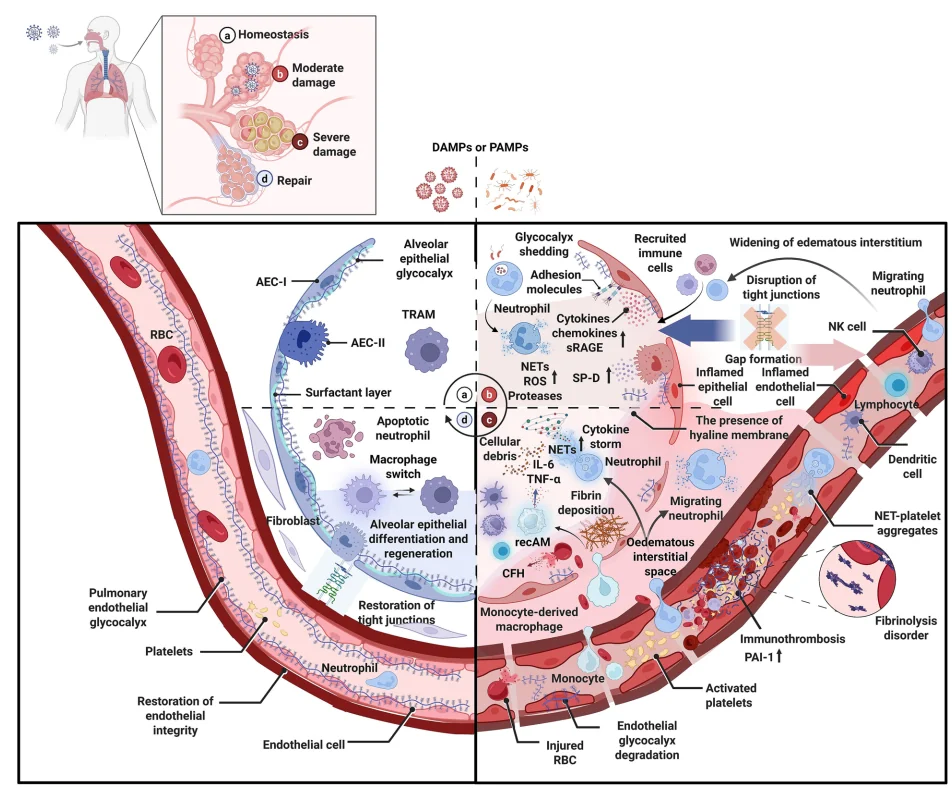 a Homeostasis
b Moderate
damage
c Severe
damage
d Repair
DAMPs or PAMPs
Alveolar
epithelial
glycocalyx
AEC-I
TRAM
AEC-II
RBC
Surfactant layer
a
b
d
c
Glycocalyx
shedding
Recruited
immune
cells
Widening of edematous interstitium
Adhesion
molecules
Disruption of
tight junctions
Migrating
neutrophil
Neutrophil
Cytokines
chemokines
sRAGE
NK cell
NETs
ROS
Proteases
SP-D
Gap formation
Inflamed
epithelial
cell
Inflamed
endothelial
cell
Lymphocyte
The presence of
hyaline membrane
Dendritic
cell
Apoptotic
neutrophil
Macrophage
switch
Fibroblast
Alveolar epithelial
differentiation and
regeneration
Restoration of
tight junctions
Pulmonary
endothelial
glycocalyx
Platelets
Neutrophil
Restoration of
endothelial
integrity
Endothelial cell
Cellular
debris
Cytokine
storm
NETs
IL-6
TNF-α
Neutrophil
Fibrin
deposition
Migrating
neutrophil
recAM
Oedematous
interstitial
space
CFH
NET-platelet
aggregates
Monocyte-derived
macrophage
Fibrinolysis
disorder
Immunothrombosis
PAI-1
Monocyte
Activated
platelets
Endothelial
glycocalyx
degradation
Injured
RBC